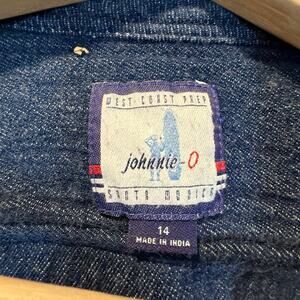 WEST COAST PREP
johnnie-O
SANTA MONICA
14
MADE IN INDIA